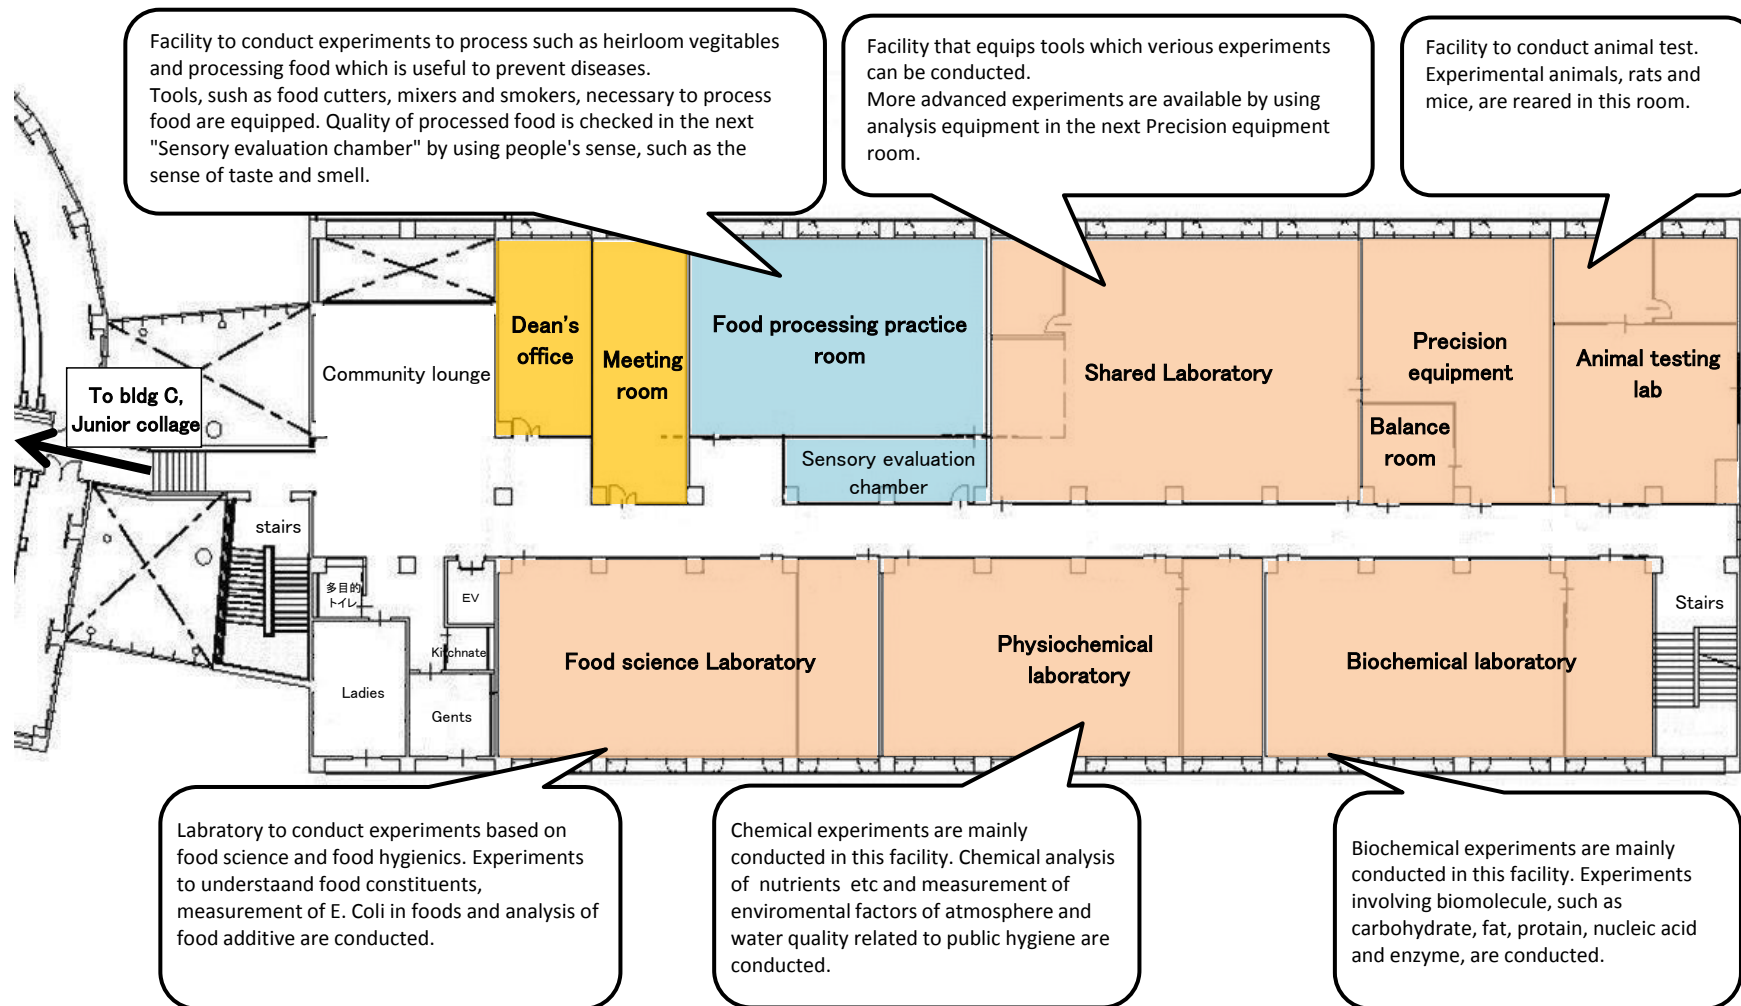 Facility to conduct experiments to process such as heirloom vegitables
and processing food which is useful to prevent diseases.
Tools, sush as food cutters, mixers and smokers, necessary to process
food are equipped. Quality of processed food is checked in the next
"Sensory evaluation chamber" by using people's sense, such as the
sense of taste and smell.
Facility that equips tools which verious experiments
can be conducted.
More advanced experiments are available by using
analysis equipment in the next Precision equipment
room.
Facility to conduct animal test.
Experimental animals, rats and
mice, are reared in this room.
To bldg C,
Junior collage
Community lounge
Dean's
office
Meeting
room
Food processing practice
room
Sensory evaluation
chamber
Shared Laboratory
Precision
equipment
Balance
room
Animal testing
lab
stairs
多目的
トイレ
EV
Kitchnate
Ladies
Gents
Food science Laboratory
Physiochemical
laboratory
Biochemical laboratory
Stairs
Labratory to conduct experiments based on
food science and food hygienics. Experiments
to understaand food constituents,
measurement of E. Coli in foods and analysis of
food additive are conducted.
Chemical experiments are mainly
conducted in this facility. Chemical analysis
of nutrients etc and measurement of
enviromental factors of atmosphere and
water quality related to public hygiene are
conducted.
Biochemical experiments are mainly
conducted in this facility. Experiments
involving biomolecule, such as
carbohydrate, fat, protain, nucleic acid
and enzyme, are conducted.